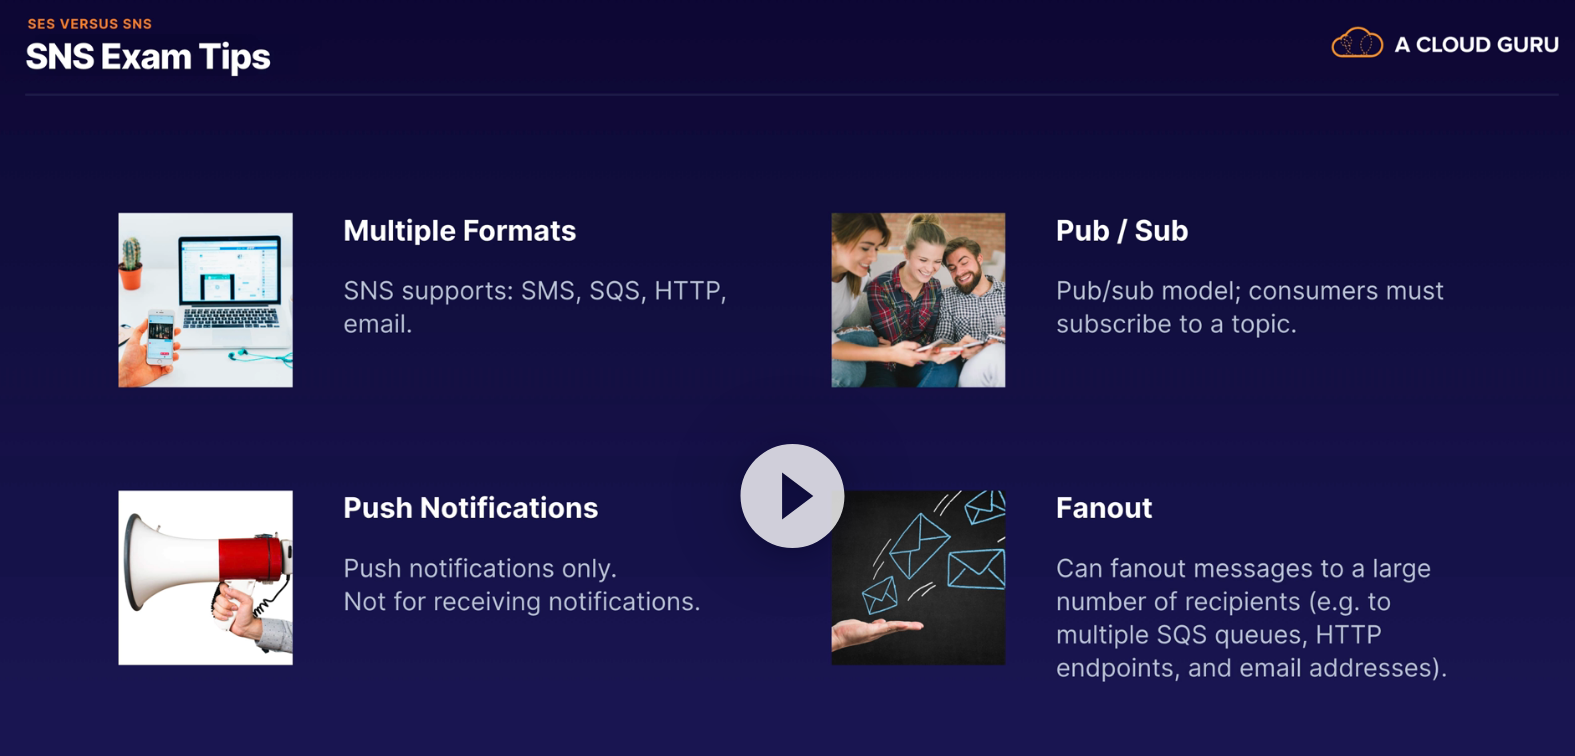 SES VERSUS SNS
SNS Exam Tips
A CLOUD GURU
Multiple Formats
SNS supports: SMS, SQS, HTTP,
email.
Pub / Sub
Pub/sub model; consumers must
subscribe to a topic.
Push Notifications
Push notifications only.
Not for receiving notifications.
Fanout
Can fanout messages to a large
number of recipients (e.g. to
multiple SQS queues, HTTP
endpoints, and email addresses).